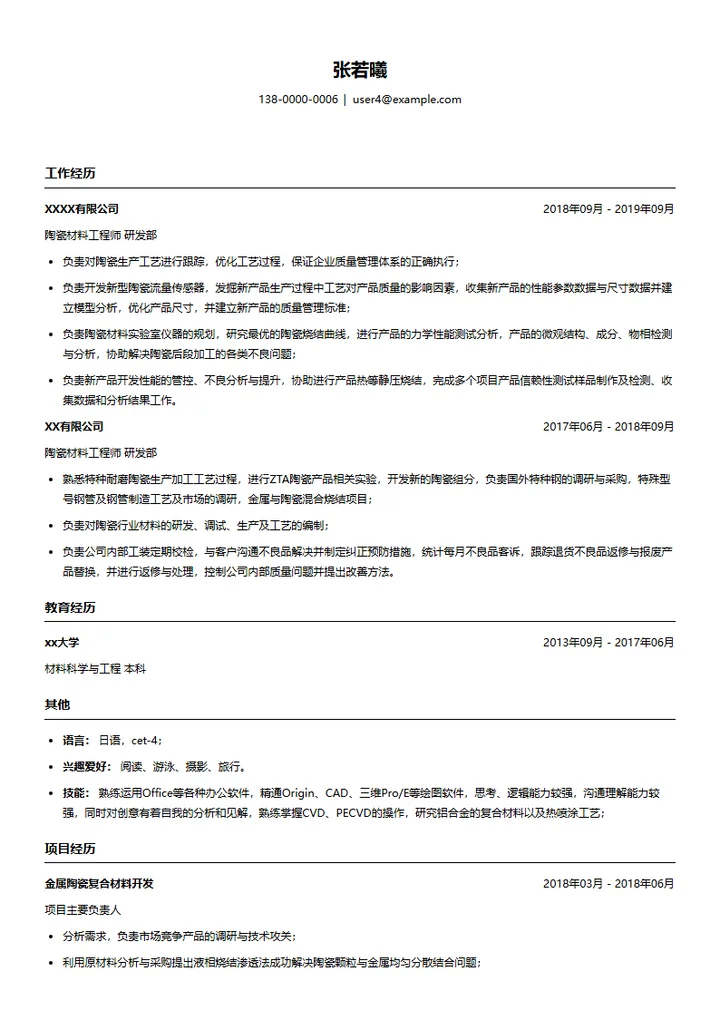 张若曦
138-0000-0006 | user4@example.com
工作经历
XXXX有限公司 2018年09月 - 2019年09月
陶瓷材料工程师 研发部
• 负责对陶瓷生产工艺进行跟踪，优化工艺过程，保证企业质量管理体系的正确执行；
• 负责开发新型陶瓷流量传感器，发掘新产品生产过程中工艺对产品质量的影响因素，收集新产品的性能参数数据与尺寸数据并建
立模型分析，优化产品尺寸，并建立新产品的质量管理标准；
• 负责陶瓷材料实验室仪器的规划，研究最优的陶瓷烧结曲线，进行产品的力学性能测试分析，产品的微观结构、成分、物相检测
与分析，协助解决陶瓷后段加工的各类不良问题；
• 负责新产品开发性能的管控、不良分析与提升，协助进行产品热等静压烧结，完成多个项目产品信赖性测试样品制作及检测、收
集数据和分析结果工作。
XX有限公司 2017年06月 - 2018年09月
陶瓷材料工程师 研发部
• 熟悉特种耐磨陶瓷生产加工工艺过程，进行ZTA陶瓷产品相关实验，开发新的陶瓷组分，负责国外特种钢的调研与采购，特殊型
号钢管及钢管制造工艺及市场的调研，金属与陶瓷混合烧结项目；
• 负责对陶瓷行业材料的研发、调试、生产及工艺的编制；
• 负责公司内部工装定期校检，与客户沟通不良品解决并制定纠正预防措施，统计每月不良品客诉，跟踪退货不良品返修与报废产
品替换，并进行返修与处理，控制公司内部质量问题并提出改善方法。
教育经历
xx大学 2013年09月 - 2017年06月
材料科学与工程 本科
其他
• 语言： 日语，cet-4；
• 兴趣爱好： 阅读、游泳、摄影、旅行。
• 技能： 熟练运用Office等各种办公软件，精通Origin、CAD、三维Pro/E等绘图软件，思考、逻辑能力较强，沟通理解能力较
强，同时对创意有着自我的分析和见解，熟练掌握CVD、PECVD的操作，研究铝合金的复合材料以及热喷涂工艺；
项目经历
金属陶瓷复合材料开发 2018年03月 - 2018年06月
项目主要负责人
• 分析需求，负责市场竞争产品的调研与技术攻关；
• 利用原材料分析与采购提出液相烧结渗透法成功解决陶瓷颗粒与金属均匀分散结合问题；